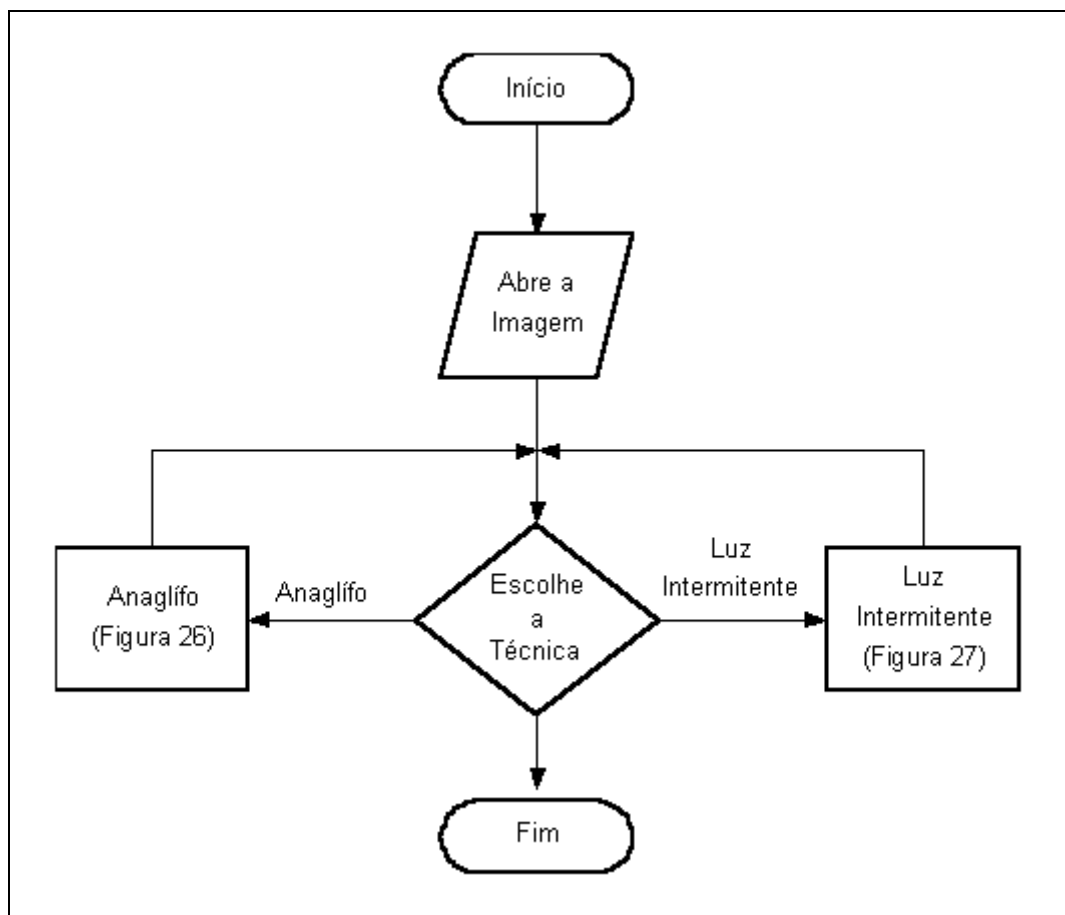 Início
Abre a
Imagem
Anaglífo
(Figura 26)
Anaglífo
Escolhe
a
Técnica
Luz
Intermitente
Luz
Intermitente
(Figura 27)
Fim